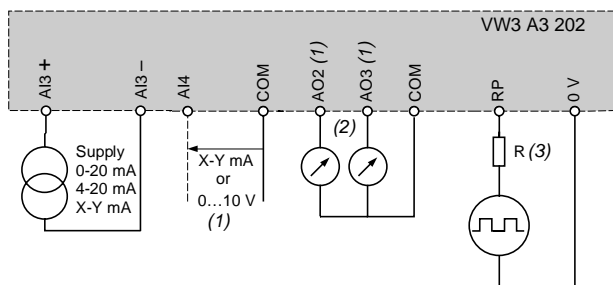 VW3 A3 202
AI3 +
AI3 –
AI4
COM
AO2 (1)
AO3 (1)
COM
RP
0 V
Supply
0-20 mA
4-20 mA
X-Y mA
X-Y mA
or
0…10 V
(1)
(2)
R (3)